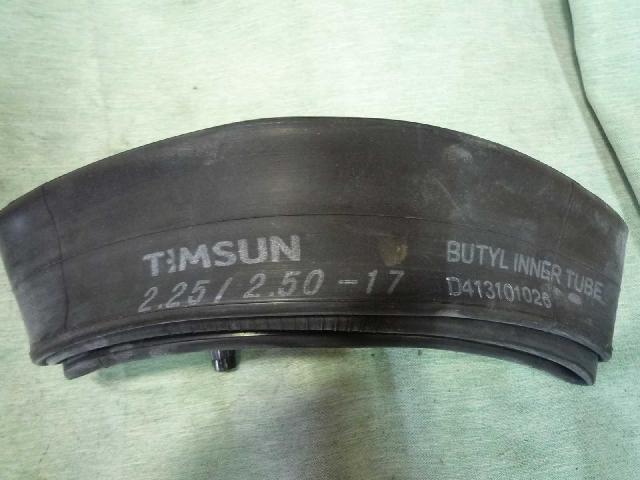 TIMSUN
2.25/2.50-17
BUTYL INNER TUBE
D413101026